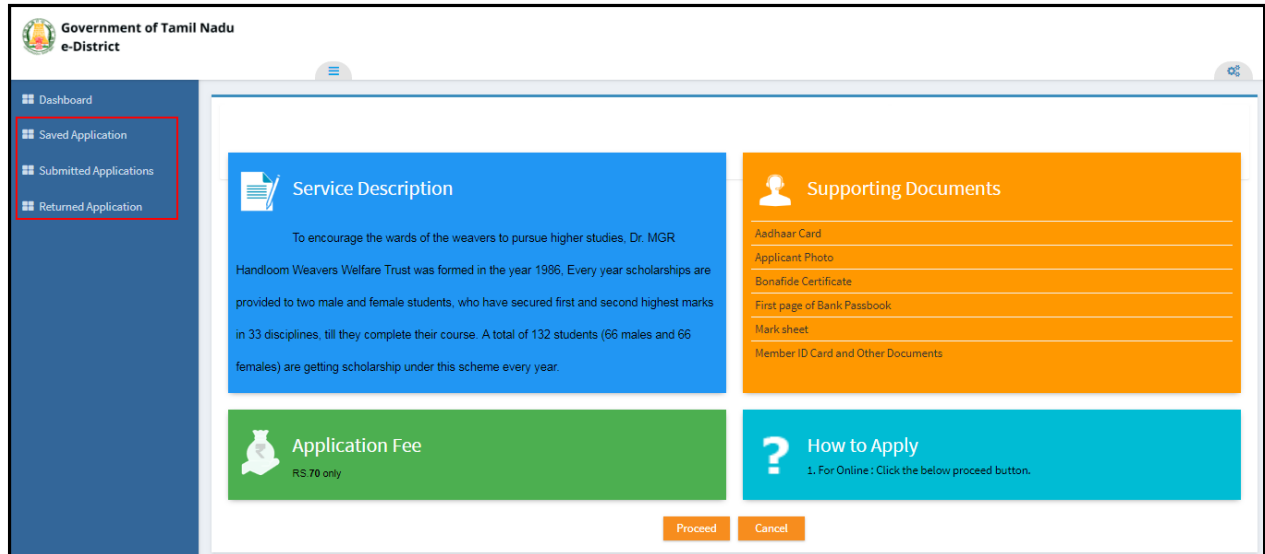 Government of Tamil Nadu
e-District
Dashboard
Saved Application
Submitted Applications
Returned Application
Service Description
To encourage the wards of the weavers to pursue higher studies, Dr. MGR
Handloom Weavers Welfare Trust was formed in the year 1986, Every year scholarships are
provided to two male and female students, who have secured first and second highest marks
in 33 disciplines, till they complete their course. A total of 132 students (66 males and 66
females) are getting scholarship under this scheme every year.
Supporting Documents
Aadhaar Card
Applicant Photo
Bonafide Certificate
First page of Bank Passbook
Mark sheet
Member ID Card and Other Documents
Application Fee
RS.70 only
How to Apply
1. For Online : Click the below proceed button.
Proceed
Cancel